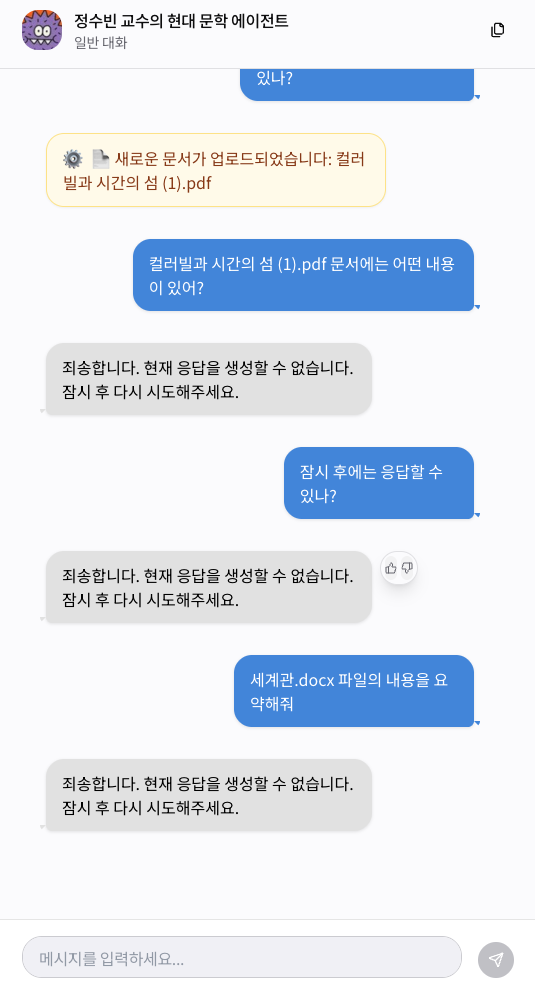 정수빈 교수의 현대 문학 에이전트
일반 대화
있나?
새로운 문서가 업로드되었습니다: 컬러
빌과 시간의 섬 (1).pdf
컬러빌과 시간의 섬 (1).pdf 문서에는 어떤 내용
이 있어?
죄송합니다. 현재 응답을 생성할 수 없습니다.
잠시 후 다시 시도해주세요.
잠시 후에는 응답할 수
있나?
죄송합니다. 현재 응답을 생성할 수 없습니다.
잠시 후 다시 시도해주세요.
세계관.docx 파일의 내용을 요
약해줘
죄송합니다. 현재 응답을 생성할 수 없습니다.
잠시 후 다시 시도해주세요.
메시지를 입력하세요...